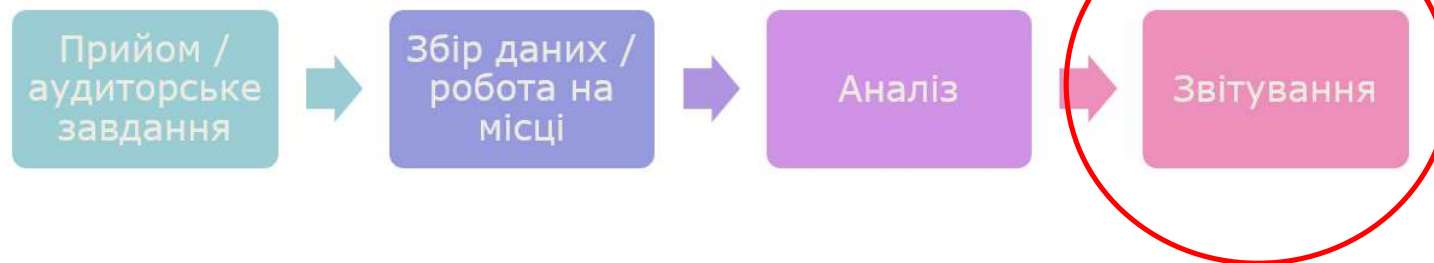 Прийом /
аудиторське
завдання
Збір даних /
робота на
місці
Аналіз
Звітування